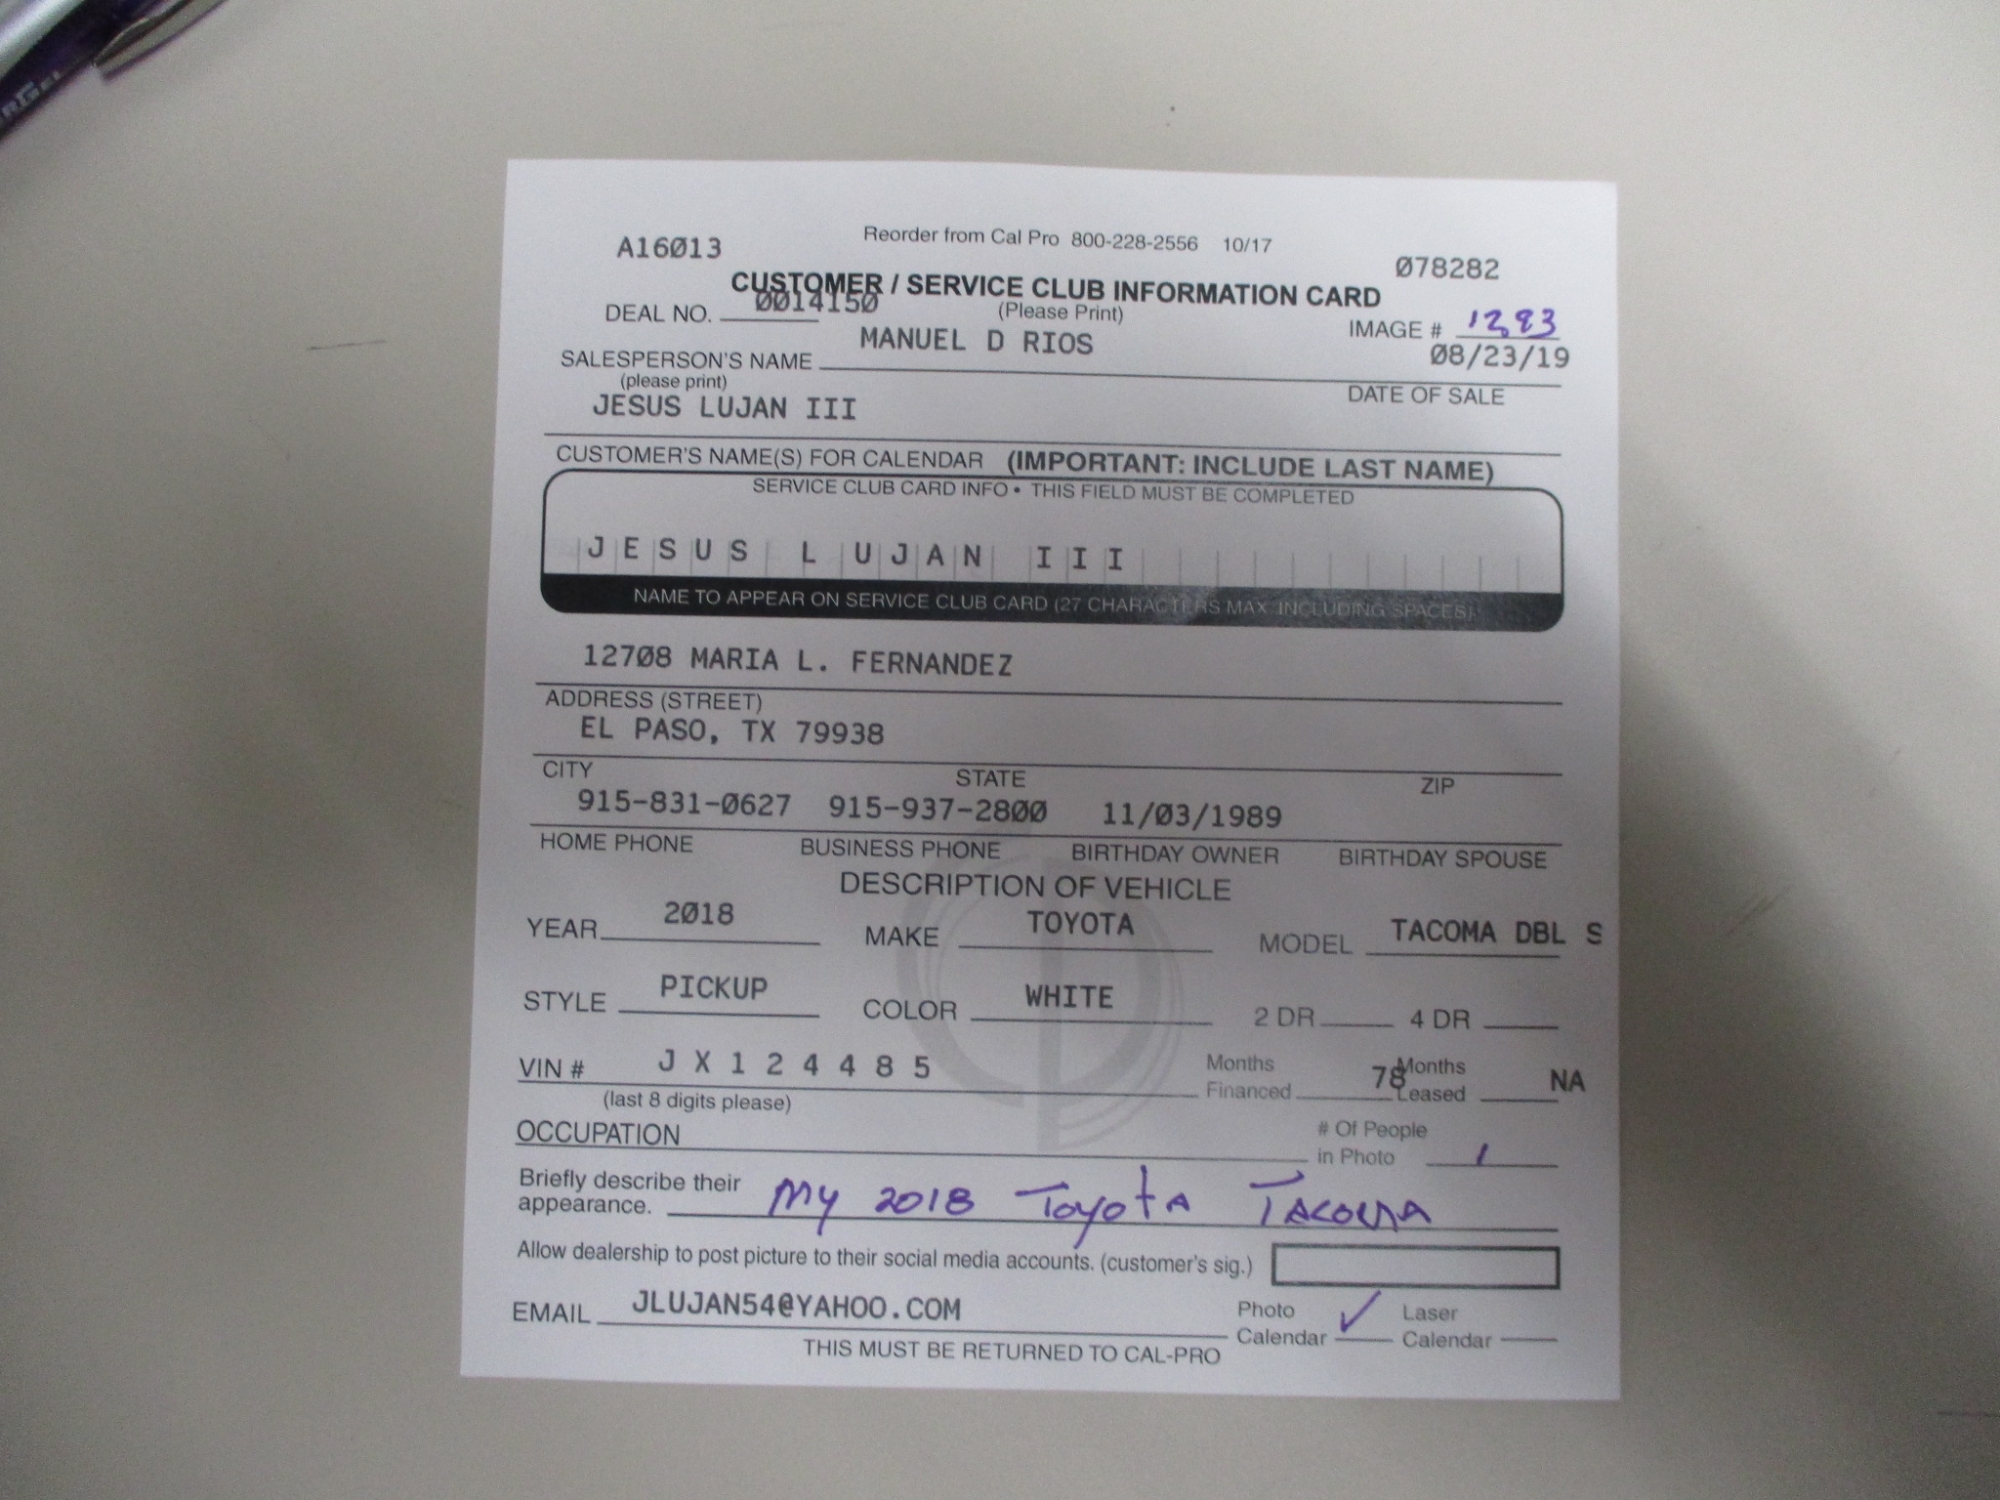 A16013
Reorder from Cal Pro 800-228-2556 10/17
078282
CUSTOMER / SERVICE CLUB INFORMATION CARD
DEAL NO. 0014150
(Please Print)
IMAGE # 1283
MANUEL D RIOS
08/23/19
SALESPERSON'S NAME
(please print)
DATE OF SALE
JESUS LUJAN III
CUSTOMER'S NAME(S) FOR CALENDAR (IMPORTANT: INCLUDE LAST NAME)
SERVICE CLUB CARD INFO • THIS FIELD MUST BE COMPLETED
JESUS LUJAN III
NAME TO APPEAR ON SERVICE CLUB CARD (27 CHARACTERS MAX INCLUDING SPACES)
12708 MARIA L. FERNANDEZ
ADDRESS (STREET)
EL PASO, TX 79938
CITY STATE ZIP
915-831-0627 915-937-2800 11/03/1989
HOME PHONE BUSINESS PHONE BIRTHDAY OWNER BIRTHDAY SPOUSE
DESCRIPTION OF VEHICLE
YEAR 2018 MAKE TOYOTA MODEL TACOMA DBL S
STYLE PICKUP COLOR WHITE 2 DR 4 DR
VIN # J X 1 2 4 4 8 5 Months Financed 78 Months Leased NA
(last 8 digits please)
OCCUPATION # Of People in Photo 1
Briefly describe their appearance. My 2018 Toyota Tacoma
Allow dealership to post picture to their social media accounts. (customer's sig.)
EMAIL JLUJAN54@YAHOO.COM Photo Calendar ✓ Laser Calendar
THIS MUST BE RETURNED TO CAL-PRO